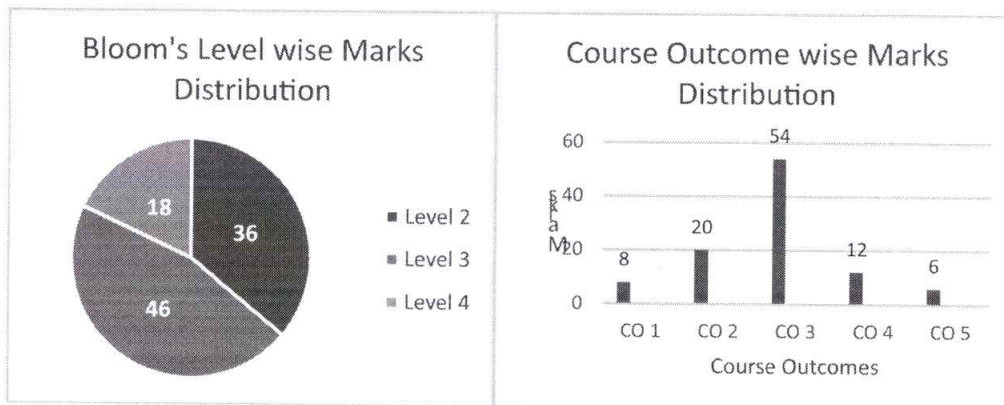 Bloom's Level wise Marks
Distribution
18
36
46
Level 2
Level 3
Level 4
Course Outcome wise Marks
Distribution
60
40
20
0
Marks
8
20
54
12
6
CO 1
CO 2
CO 3
CO 4
CO 5
Course Outcomes